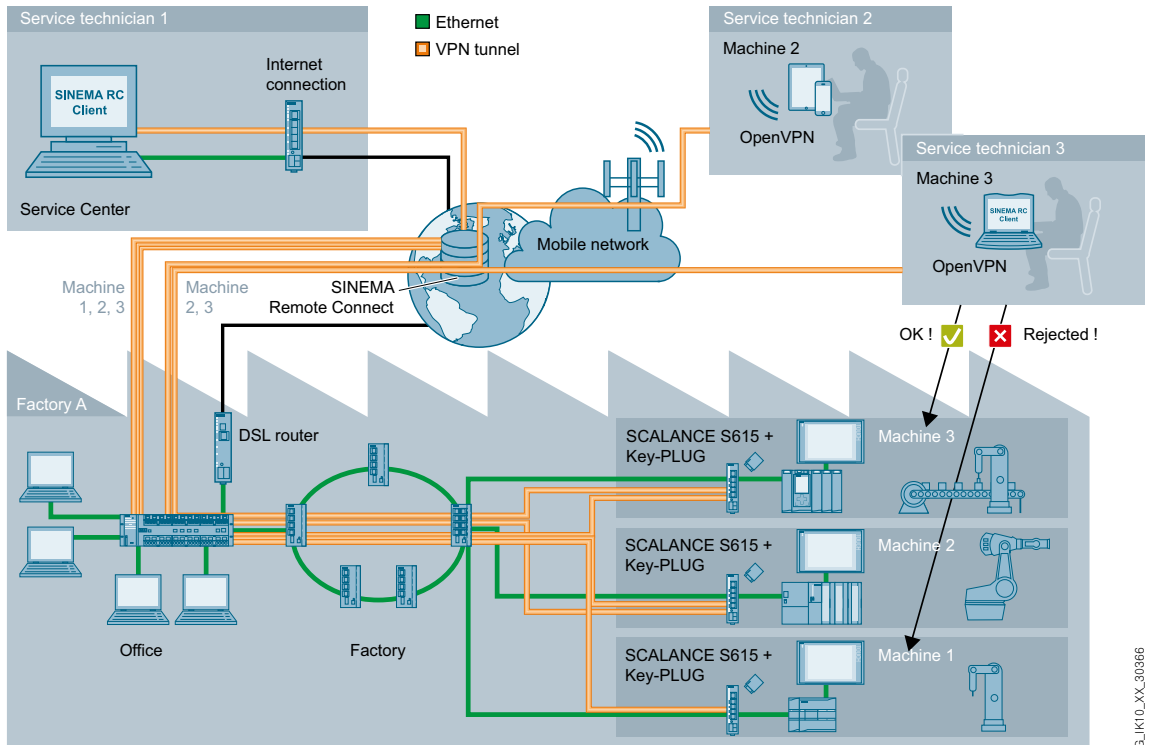 Service technician 1
Ethernet
VPN tunnel
Service technician 2
Machine 2
OpenVPN
Internet
connection
SINEMA RC
Client
Service Center
Service technician 3
Machine 3
SINEMA RC
Client
OpenVPN
Mobile network
Machine
1, 2, 3
Machine
2, 3
SINEMA
Remote Connect
OK !
Rejected !
Factory A
DSL router
SCALANCE S615 +
Key-PLUG
Machine 3
SCALANCE S615 +
Key-PLUG
Machine 2
SCALANCE S615 +
Key-PLUG
Machine 1
Office
Factory
G_IK10_XX_30366